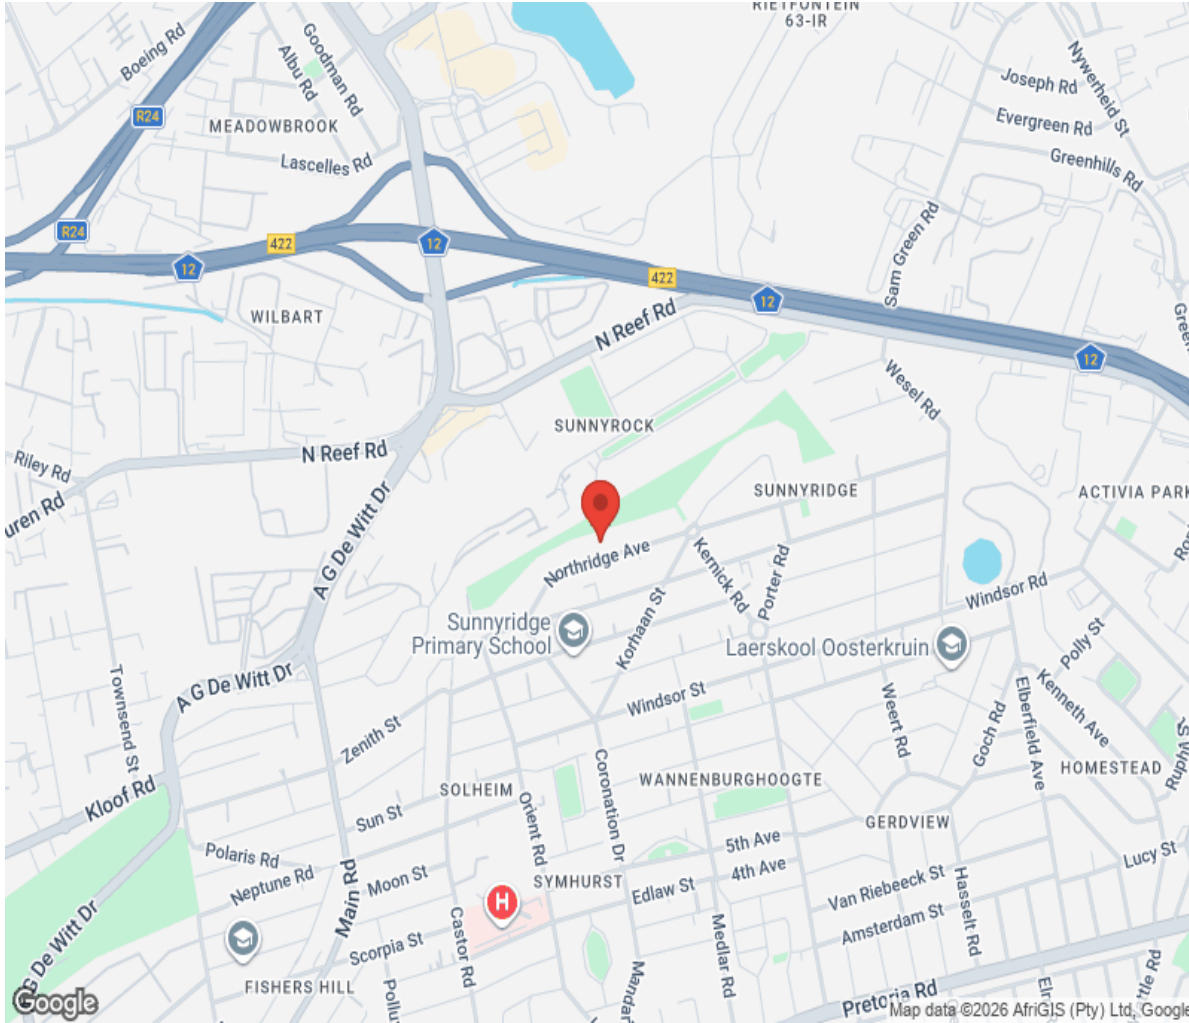 RIETFONTEIN
63-IR
Boeing Rd
Goodman Rd
Albu Rd
R24
MEADOWBROOK
Lascelles Rd
Nywerheid St
Joseph Rd
Evergreen Rd
Greenhills Rd
R24
12
422
12
422
12
Sam Green Rd
12
WILBART
N Reef Rd
Wesel Rd
SUNNYROCK
N Reef Rd
Riley Rd
uren Rd
A G De Witt Dr
SUNNYRIDGE
ACTIVIA PARK
Northridge Ave
Kernick Rd
Porter Rd
Windsor Rd
Sunnyridge
Primary School
Korhaan St
Laerskool Oosterkruin
Polly St
Townsend St
A G De Witt Dr
Windsor St
Weert Rd
Goch Rd
Elberfield Ave
Kenneth Ave
Zenith St
Coronation Dr
WANNENBURGHOOGTE
HOMESTEAD
Kloof Rd
SOLHEIM
Orient Rd
Sun St
GERDVIEW
5th Ave
4th Ave
Lucy St
Polaris Rd
Neptune Rd
Main Rd
Moon St
SYMHURST
Edlaw St
Van Riebeeck St
Hasselt Rd
Amsterdam St
H
Castor Rd
Scorpia St
Medlar Rd
G De Witt Dr
FISHERS HILL
Pretoria Rd
Google
Map data ©2026 AfriGIS (Pty) Ltd, Google